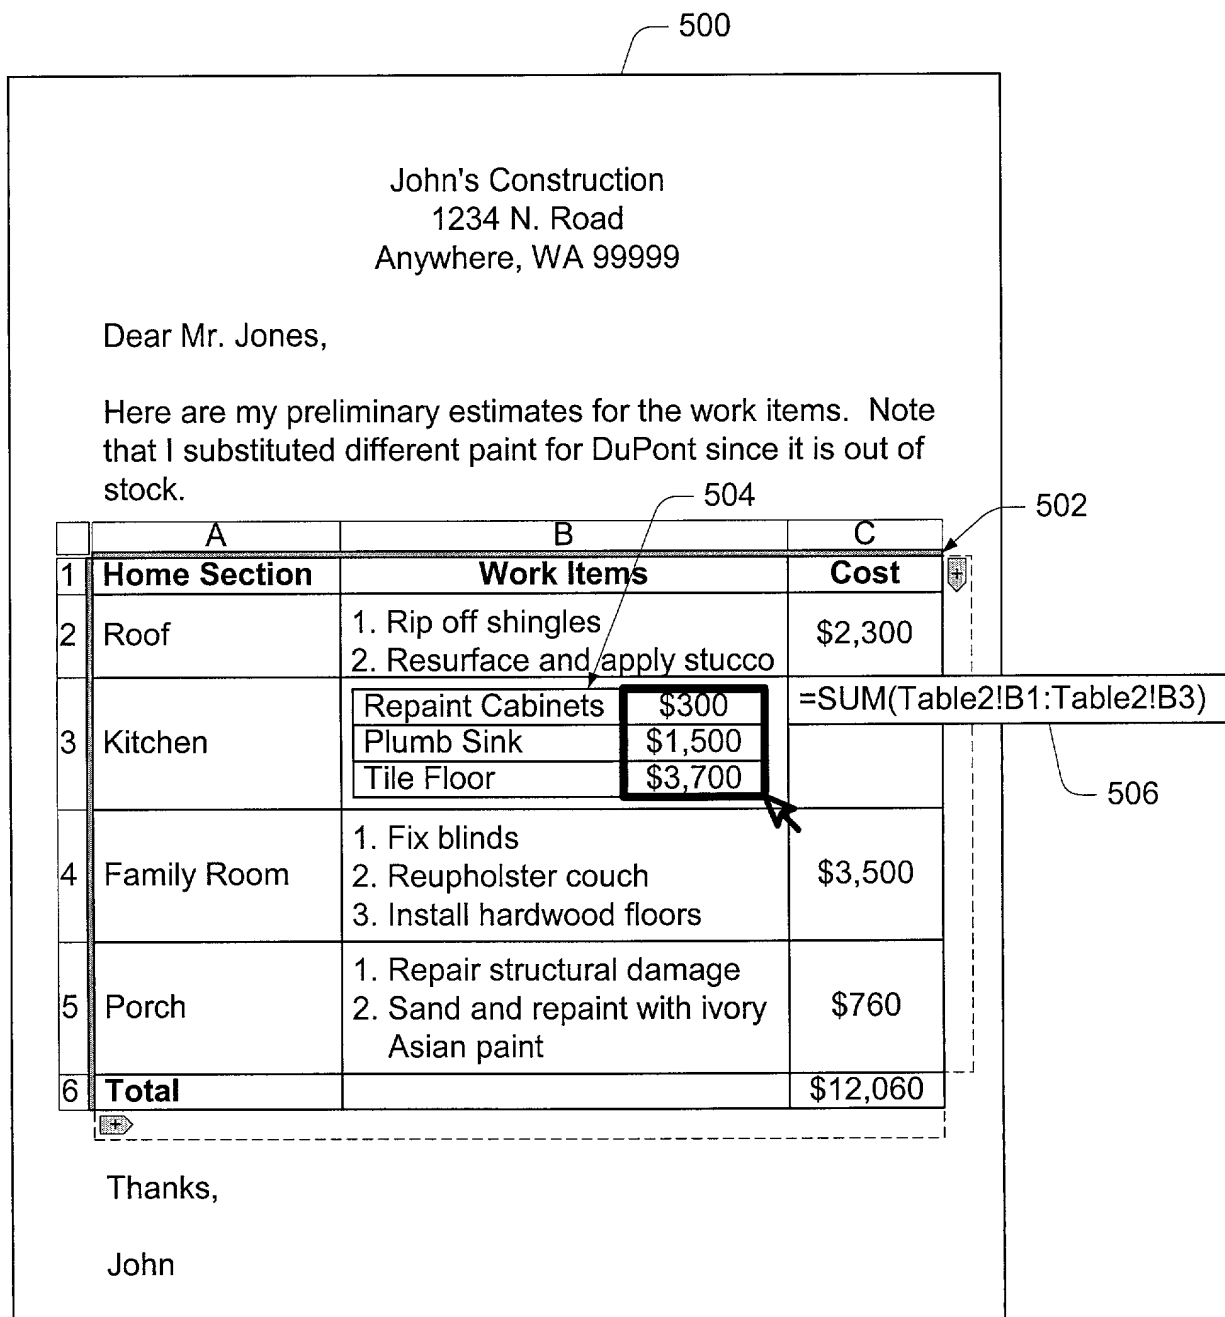 500
John's Construction
1234 N. Road
Anywhere, WA 99999
Dear Mr. Jones,
Here are my preliminary estimates for the work items. Note
that I substituted different paint for DuPont since it is out of
stock.
504
502
A B C
1 Home Section Work Items Cost
+
2 Roof 1. Rip off shingles $2,300
2. Resurface and apply stucco
3 Kitchen Repaint Cabinets $300 =SUM(Table2!B1:Table2!B3)
Plumb Sink $1,500
Tile Floor $3,700
506
4 Family Room 1. Fix blinds $3,500
2. Reupholster couch
3. Install hardwood floors
5 Porch 1. Repair structural damage $760
2. Sand and repaint with ivory
Asian paint
6 Total $12,060
+
Thanks,
John